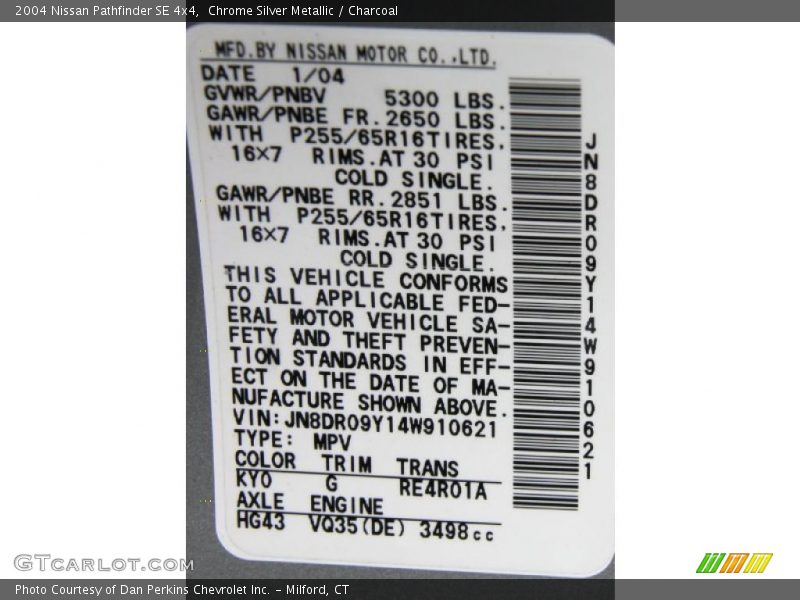 2004 Nissan Pathfinder SE 4x4,  Chrome Silver Metallic / Charcoal
MFD.BY NISSAN MOTOR CO.,LTD.
DATE 1/04
GVWR/PNBV 5300 LBS.
GAWR/PNBE FR.2650 LBS.
WITH P255/65R16TIRES.
16×7 RIMS.AT 30 PSI
COLD SINGLE.
GAWR/PNBE RR.2851 LBS.
WITH P255/65R16TIRES.
16×7 RIMS.AT 30 PSI
COLD SINGLE.
THIS VEHICLE CONFORMS
TO ALL APPLICABLE FED-
ERAL MOTOR VEHICLE SA-
FETY AND THEFT PREVEN-
TION STANDARDS IN EFF-
ECT ON THE DATE OF MA-
NUFACTURE SHOWN ABOVE.
VIN:JN8DR09Y14W910621
TYPE: MPV
COLOR TRIM TRANS
KY0 G RE4R01A
AXLE ENGINE
HG43 VQ35(DE) 3498cc
JN8DR09Y14W910621
GTCarLot.com
Photo Courtesy of Dan Perkins Chevrolet Inc. – Milford, CT